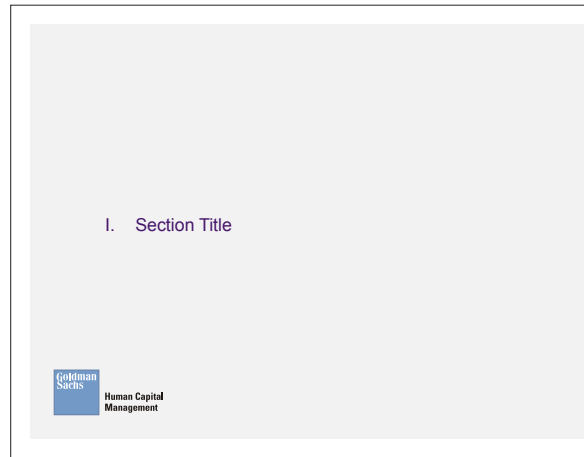 I. Section Title
Goldman
Sachs
Human Capital
Management